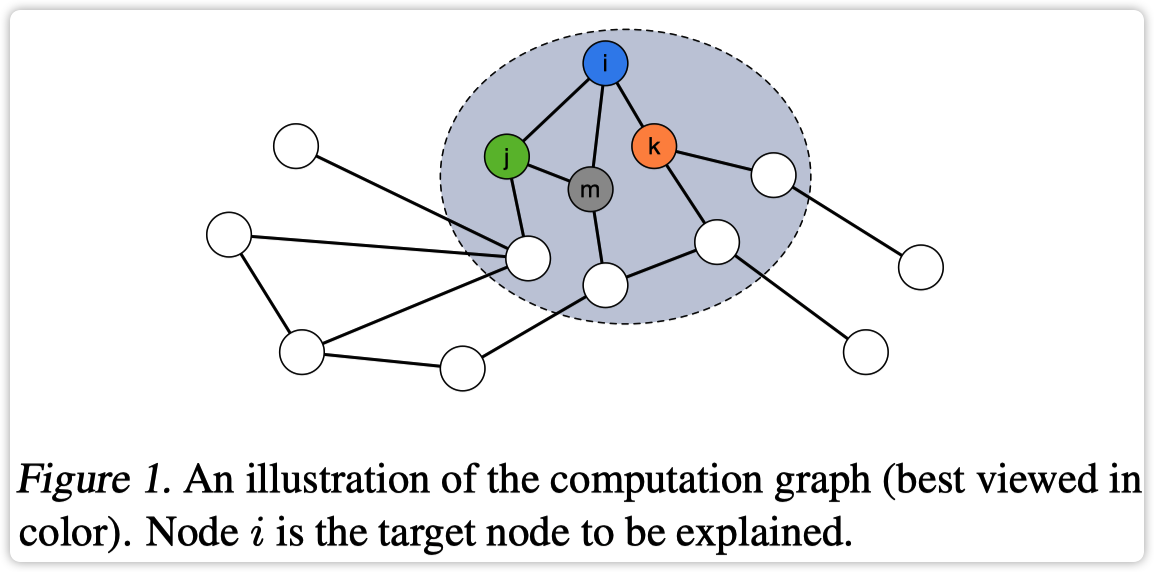 i
j
k
m
Figure 1. An illustration of the computation graph (best viewed in
color). Node i is the target node to be explained.